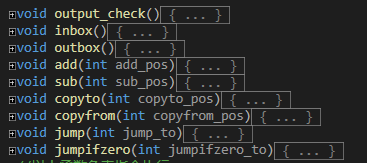 void output_check(){ ... }
void inbox(){ ... }
void outbox(){ ... }
void add(int add_pos){ ... }
void sub(int sub_pos){ ... }
void copyto(int copyto_pos){ ... }
void copyfrom(int copyfrom_pos){ ... }
void jump(int jump_to){ ... }
void jumpifzero(int jumpifzero_to){ ... }